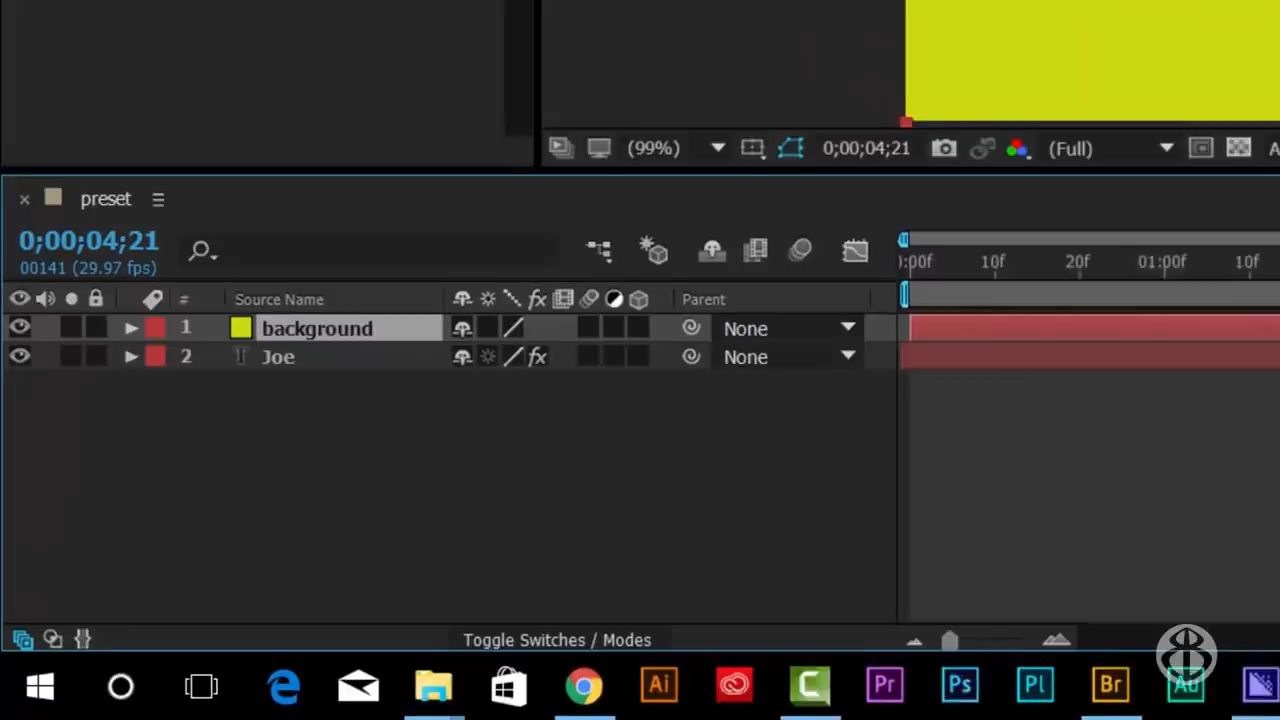 (99%) 0;00;04;21 (Full) A
preset
0;00;04;21
00141 (29.97 fps)
):00f 10f 20f 01:00f 10f
# Source Name fx Parent
1 background None
2 T Joe fx None
{} Toggle Switches / Modes
Ai C Pr Ps Pl Br Au